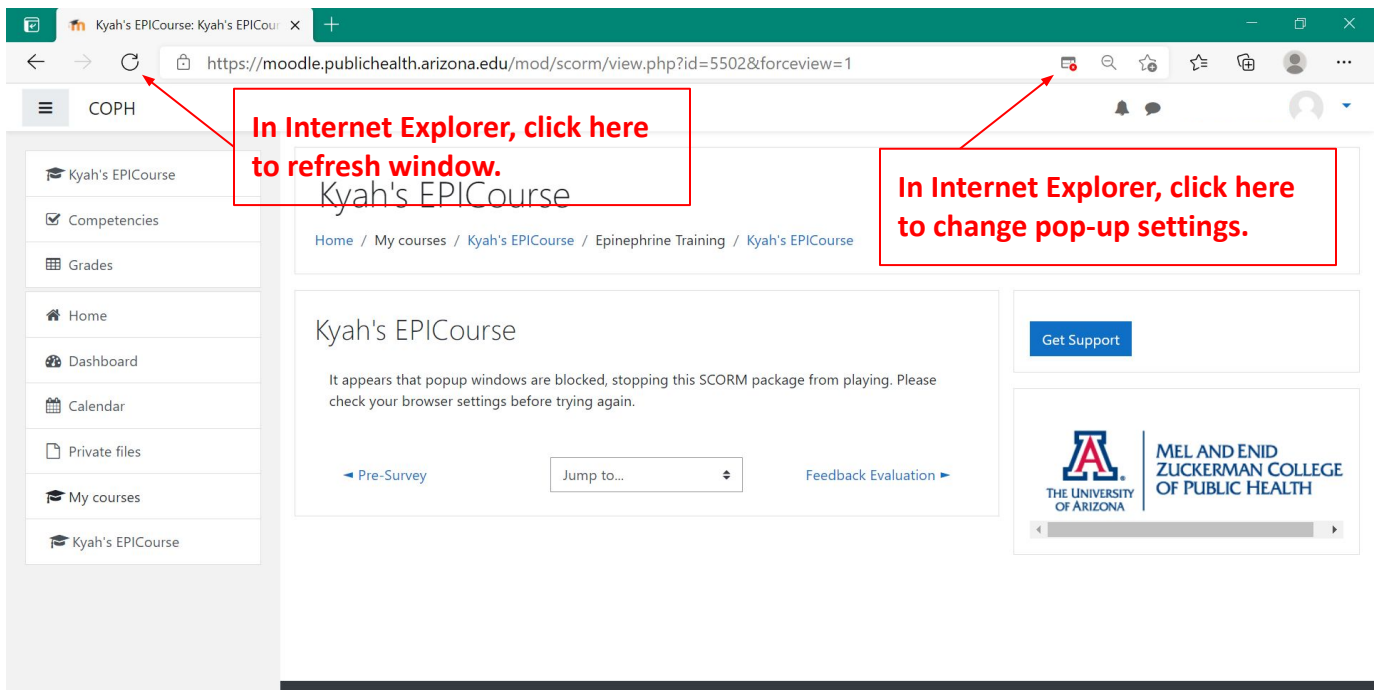 Kyah's EPICourse: Kyah's EPICour
https://moodle.publichealth.arizona.edu/mod/scorm/view.php?id=5502&forceview=1
COPH
In Internet Explorer, click here
to refresh window.
In Internet Explorer, click here
to change pop-up settings.
Kyah's EPICourse
Competencies
Grades
Home
Dashboard
Calendar
Private files
My courses
Kyah's EPICourse
Kyah's EPICourse
Home / My courses / Kyah's EPICourse / Epinephrine Training / Kyah's EPICourse
Kyah's EPICourse
It appears that popup windows are blocked, stopping this SCORM package from playing. Please
check your browser settings before trying again.
◄ Pre-Survey
Jump to...
Feedback Evaluation ►
Get Support
A
THE UNIVERSITY
OF ARIZONA
MEL AND ENID
ZUCKERMAN COLLEGE
OF PUBLIC HEALTH